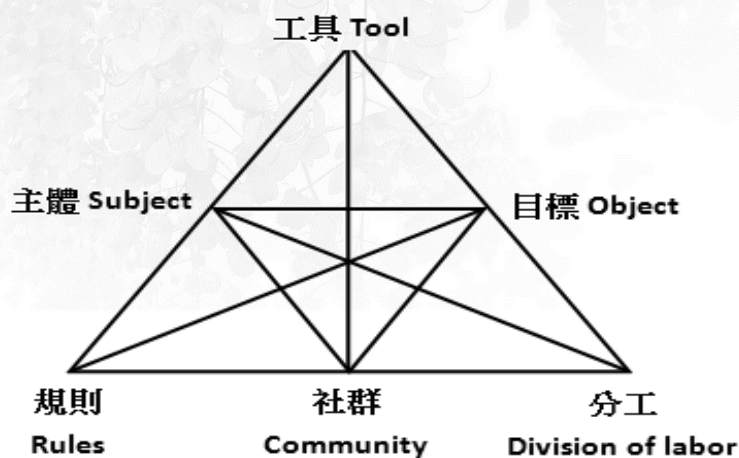 工具 Tool
主體 Subject
目標 Object
規則
社群
分工
Rules
Community
Division of labor